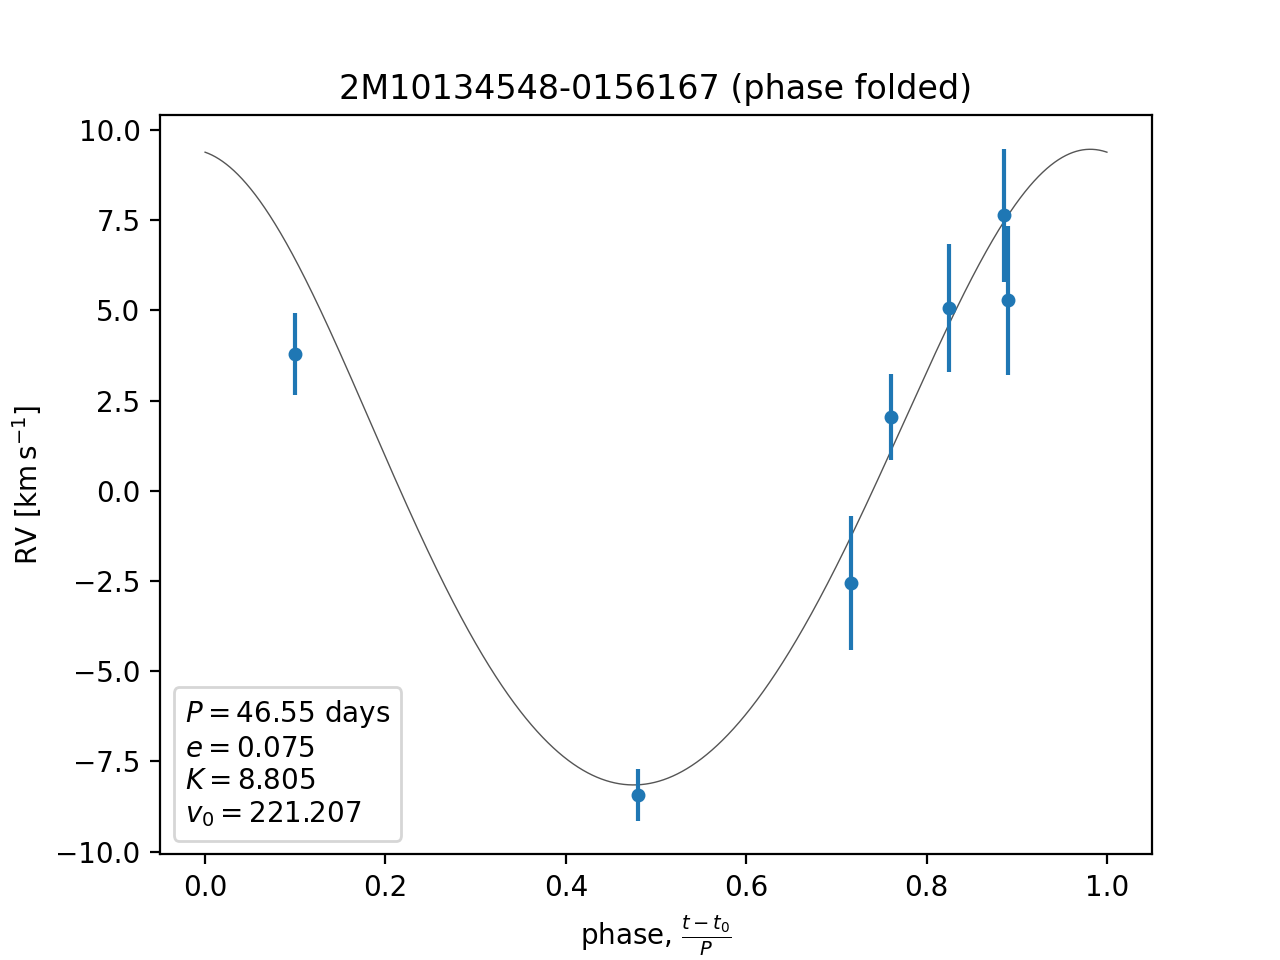 2M10134548-0156167 (phase folded)
10.0
7.5
5.0
2.5
0.0
−2.5
−5.0
−7.5
−10.0
RV [km s⁻¹]
P = 46.55 days
e = 0.075
K = 8.805
v₀ = 221.207
0.0 0.2 0.4 0.6 0.8 1.0
phase, (t − t₀)/P